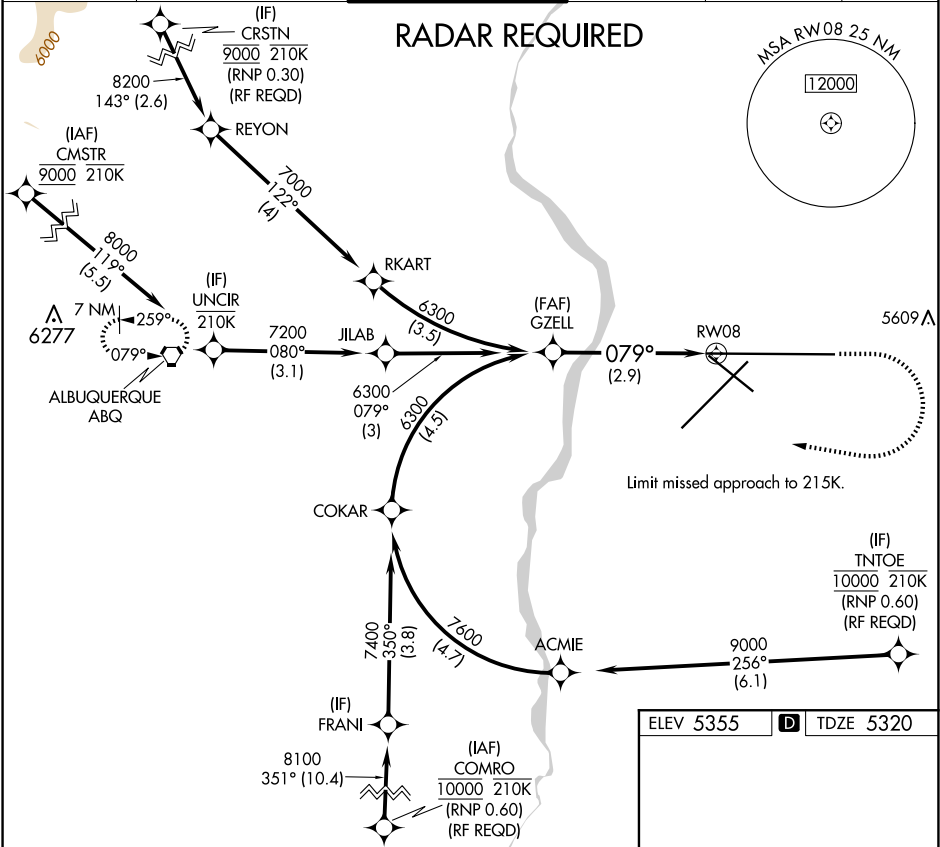 RADAR REQUIRED
6000
(IF)
CRSTN
9000 210K
(RNP 0.30)
(RF REQD)
8200
143° (2.6)
REYON
MSA RW08 25 NM
12000
(IAF)
CMSTR
9000 210K
8000
119°
(5.5)
7000
122°
(4)
RKART
6300
(3.5)
(IF)
UNCIR
210K
6277
7 NM
259°
079°
ALBUQUERQUE
ABQ
7200
080°
(3.1)
JILAB
6300
079°
(3)
(FAF)
GZELL
079°
(2.9)
RW08
5609
6300
(4.5)
Limit missed approach to 215K.
COKAR
(IF)
TNTOE
10000 210K
(RNP 0.60)
(RF REQD)
7600
(4.7)
ACMIE
9000
256°
(6.1)
7400
350°
(3.8)
(IF)
FRANI
8100
351° (10.4)
(IAF)
COMRO
10000 210K
(RNP 0.60)
(RF REQD)
ELEV 5355 D TDZE 5320